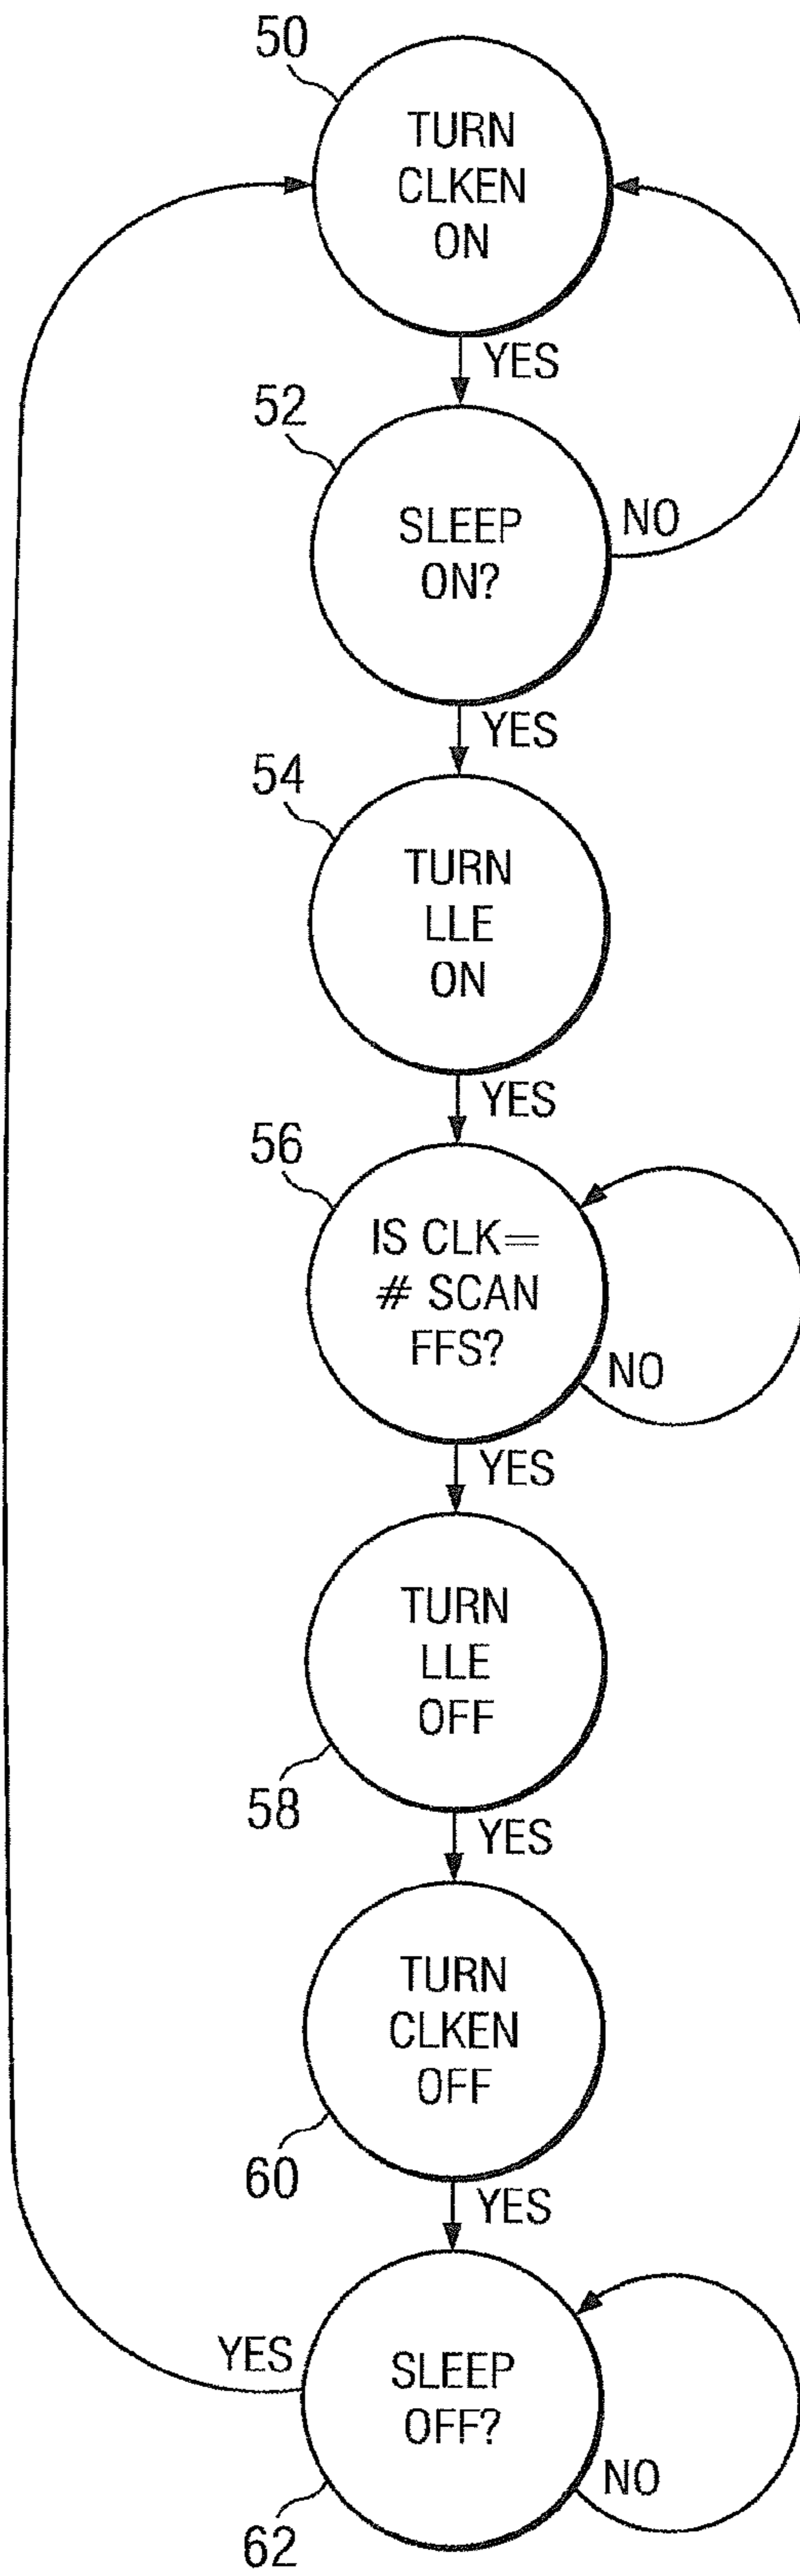 50
TURN
CLKEN
ON
YES
52
SLEEP
ON?
NO
YES
54
TURN
LLE
ON
YES
56
IS CLK=
# SCAN
FFS?
NO
YES
TURN
LLE
OFF
58
YES
TURN
CLKEN
OFF
60
YES
YES
SLEEP
OFF?
NO
62